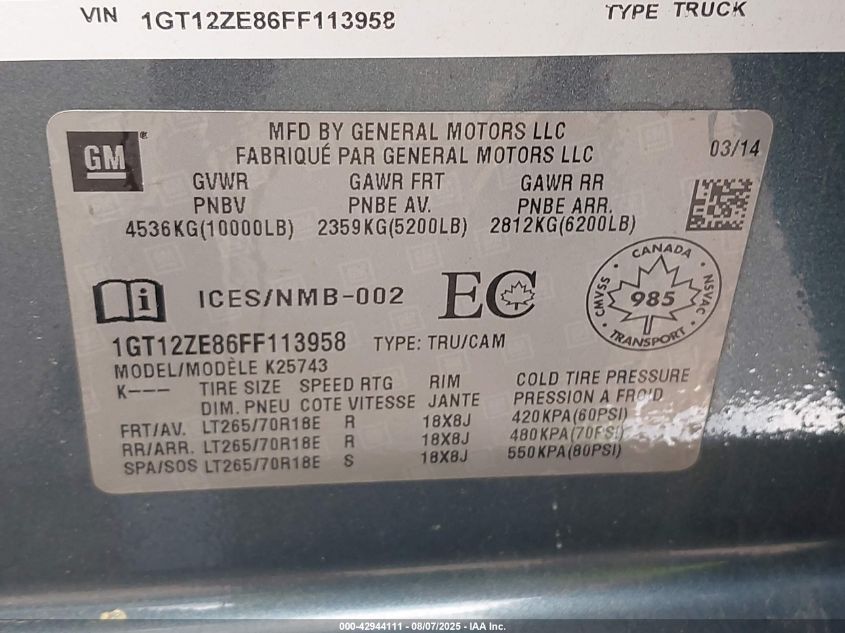 VIN 1GT12ZE86FF113958 TYPE TRUCK
GM®
MFD BY GENERAL MOTORS LLC
FABRIQUÉ PAR GENERAL MOTORS LLC
03/14
GVWR GAWR FRT GAWR RR
PNBV PNBE AV. PNBE ARR.
4536KG(10000LB) 2359KG(5200LB) 2812KG(6200LB)
i ICES/NMB-002 EC
CANADA
CMVSS 985 NSVAC
TRANSPORT
1GT12ZE86FF113958 TYPE: TRU/CAM
MODEL/MODÈLE K25743
K--- TIRE SIZE SPEED RTG RIM COLD TIRE PRESSURE
DIM. PNEU COTE VITESSE JANTE PRESSION A FROID
FRT/AV. LT265/70R18E R 18X8J 420KPA(60PSI)
RR/ARR. LT265/70R18E R 18X8J 480KPA(70PSI)
SPA/SOS LT265/70R18E S 18X8J 550KPA(80PSI)
000-42944111 - 08/07/2025 - IAA Inc.